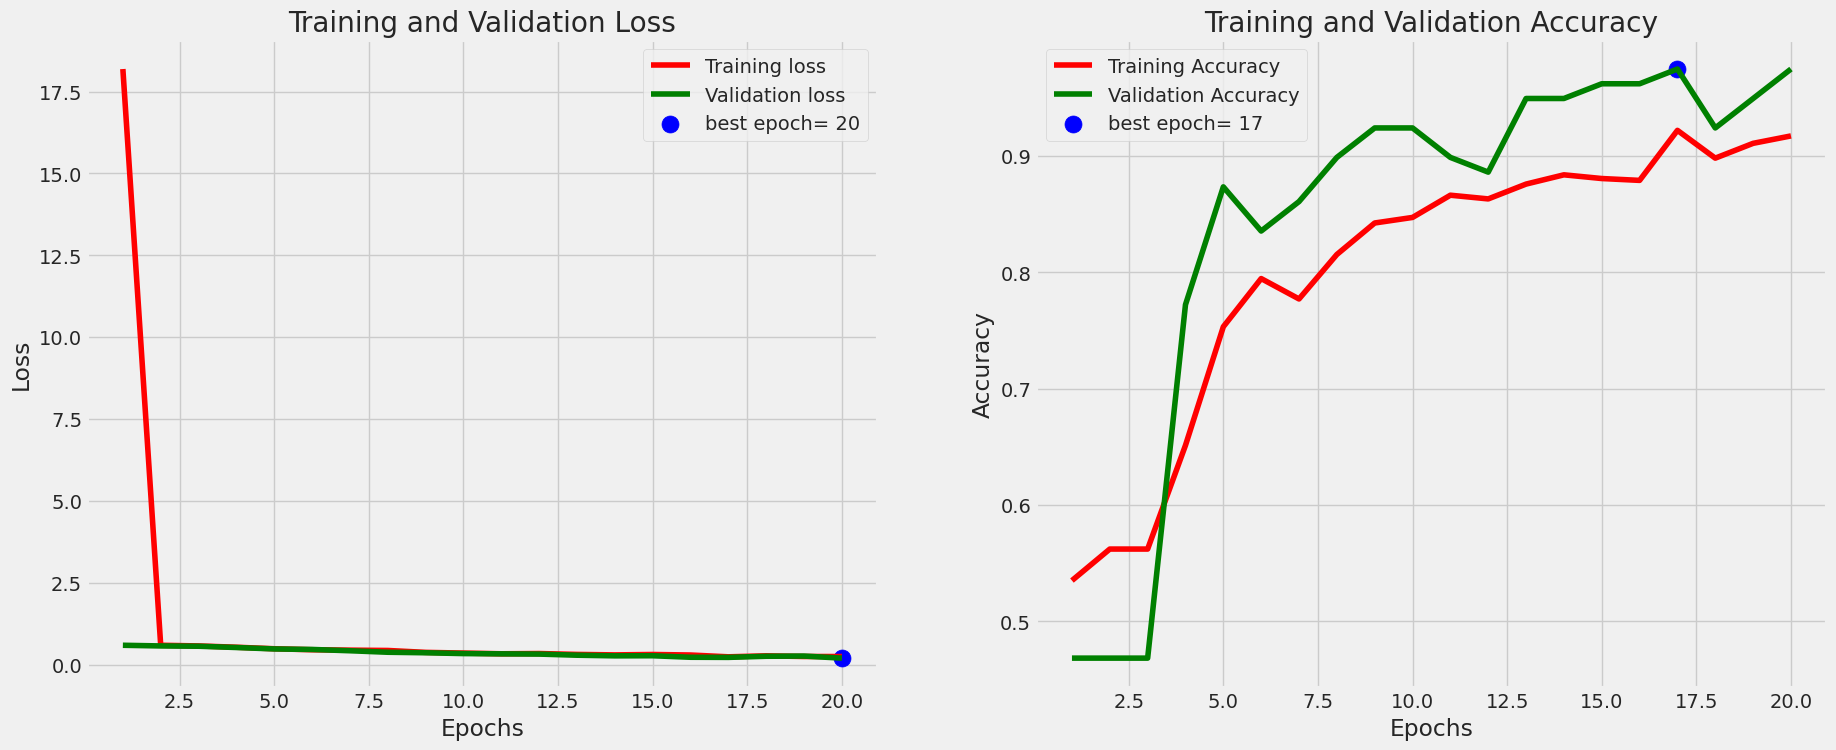 Training and Validation Loss
Training loss
Validation loss
best epoch= 20
17.5
15.0
12.5
10.0
7.5
5.0
2.5
0.0
Loss
2.5 5.0 7.5 10.0 12.5 15.0 17.5 20.0
Epochs
Training and Validation Accuracy
Training Accuracy
Validation Accuracy
best epoch= 17
0.9
0.8
0.7
0.6
0.5
Accuracy
2.5 5.0 7.5 10.0 12.5 15.0 17.5 20.0
Epochs